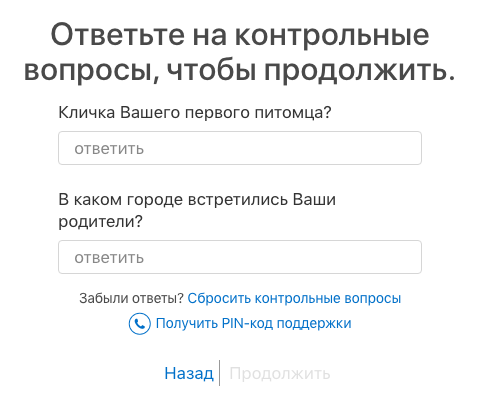 Ответьте на контрольные
вопросы, чтобы продолжить.
Кличка Вашего первого питомца?
ответить
В каком городе встретились Ваши
родители?
ответить
Забыли ответы? Сбросить контрольные вопросы
Получить PIN-код поддержки
Назад Продолжить